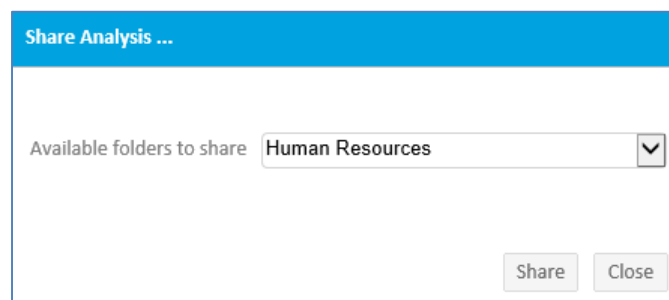 Share Analysis ...
Available folders to share Human Resources
Share Close